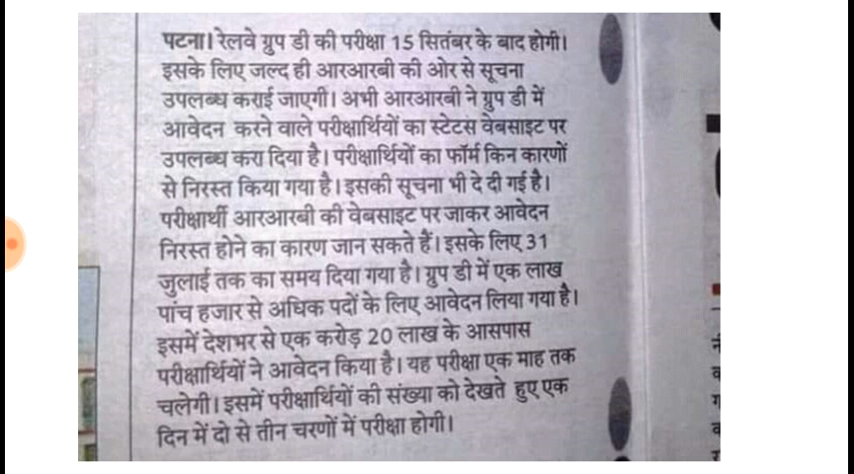 पटना। रेलवे ग्रुप डी की परीक्षा 15 सितंबर के बाद होगी।
इसके लिए जल्द ही आरआरबी की ओर से सूचना
उपलब्ध कराई जाएगी। अभी आरआरबी ने ग्रुप डी में
आवेदन करने वाले परीक्षार्थियों का स्टेटस वेबसाइट पर
उपलब्ध करा दिया है। परीक्षार्थियों का फॉर्म किन कारणों
से निरस्त किया गया है। इसकी सूचना भी दे दी गई है।
परीक्षार्थी आरआरबी की वेबसाइट पर जाकर आवेदन
निरस्त होने का कारण जान सकते हैं। इसके लिए 31
जुलाई तक का समय दिया गया है। ग्रुप डी में एक लाख
पांच हजार से अधिक पदों के लिए आवेदन लिया गया है।
इसमें देशभर से एक करोड़ 20 लाख के आसपास
परीक्षार्थियों ने आवेदन किया है। यह परीक्षा एक माह तक
चलेगी। इसमें परीक्षार्थियों की संख्या को देखते हुए एक
दिन में दो से तीन चरणों में परीक्षा होगी।